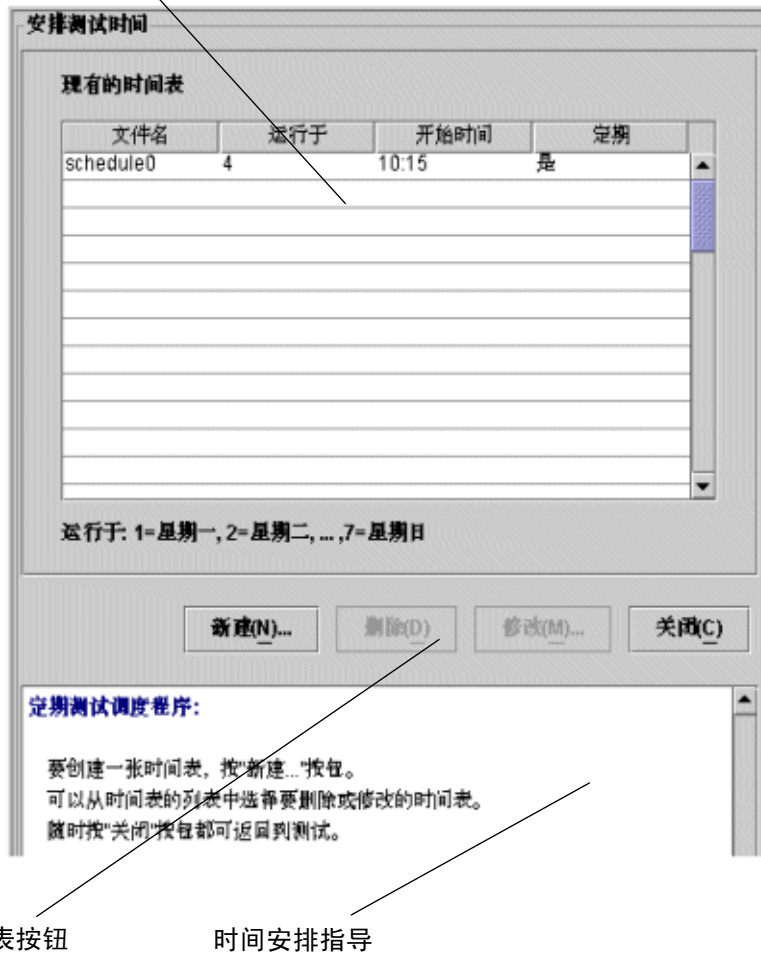 安排测试时间
现有的时间表
文件名 运行于 开始时间 定期
schedule0 4 10:15 是
运行于: 1=星期一, 2=星期二, ... ,7=星期日
新建(N)... 删除(D) 修改(M)... 关闭(C)
定期测试调度程序:
要创建一张时间表，按"新建..."按钮。
可以从时间表的列表中选择要删除或修改的时间表。
随时按"关闭"按钮都可返回到测试。
表按钮 时间安排指导